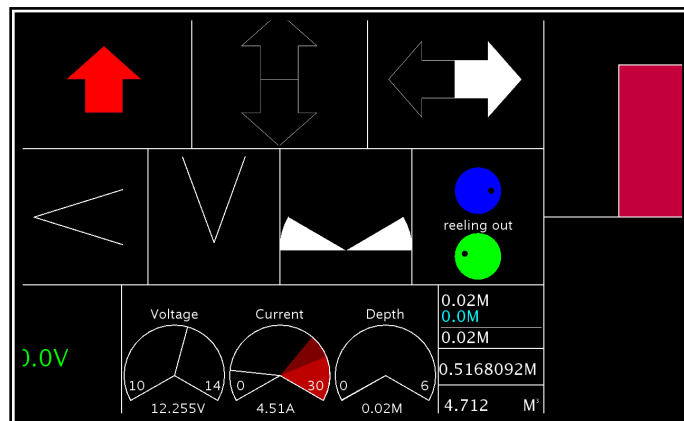 reeling out
0.0V
Voltage
10 14
12.255V
Current
0 30
4.51A
Depth
0 6
0.02M
0.02M
0.0M
0.02M
0.5168092M
4.712 M³